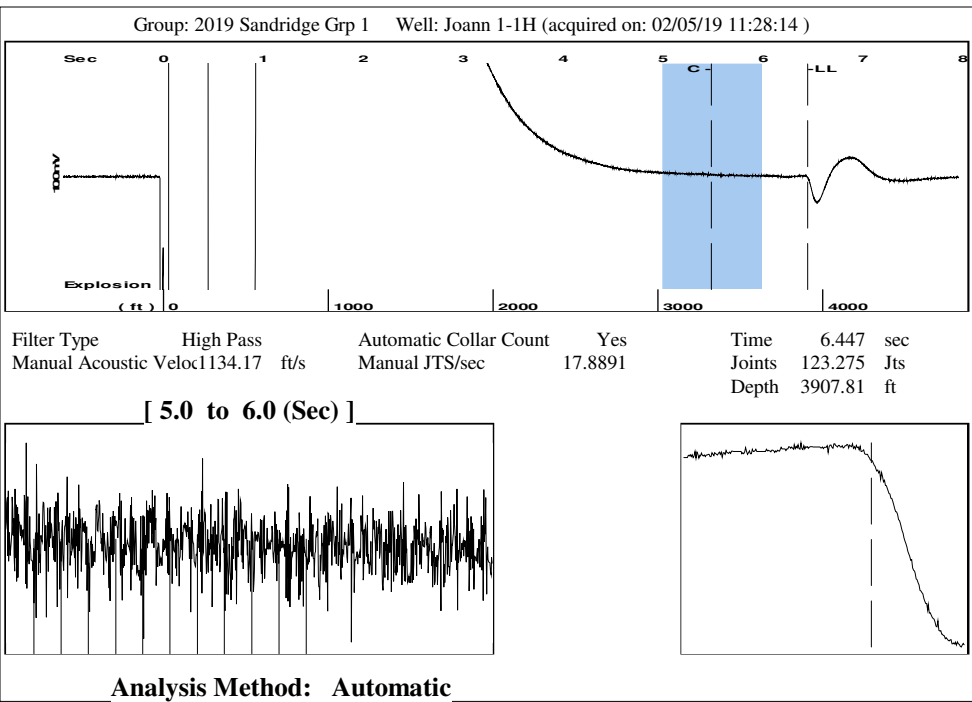 Group: 2019 Sandridge Grp 1 Well: Joann 1-1H (acquired on: 02/05/19 11:28:14 )
Sec 0 1 2 3 4 5 6 7 8
C - -LL
100mV
Explosion
( ft ) 0 1000 2000 3000 4000
Filter Type High Pass Automatic Collar Count Yes Time 6.447 sec
Manual Acoustic Veloc1134.17 ft/s Manual JTS/sec 17.8891 Joints 123.275 Jts
Depth 3907.81 ft
[ 5.0 to 6.0 (Sec) ]
Analysis Method: Automatic